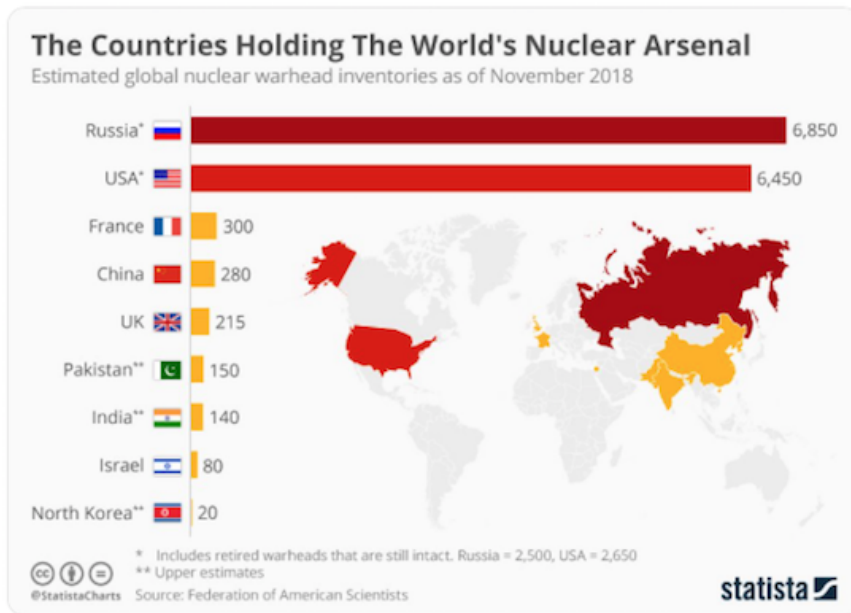 The Countries Holding The World's Nuclear Arsenal
Estimated global nuclear warhead inventories as of November 2018
Russia* 6,850
USA* 6,450
France 300
China 280
UK 215
Pakistan** 150
India** 140
Israel 80
North Korea** 20
* Includes retired warheads that are still intact. Russia = 2,500, USA = 2,650
** Upper estimates
@StatistaCharts Source: Federation of American Scientists
cc
statista